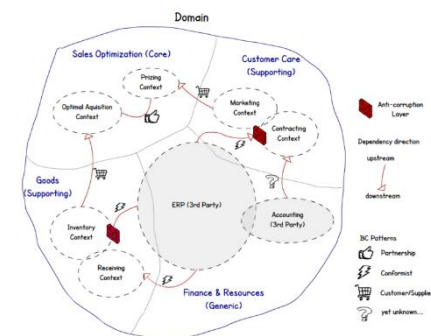 Domain
Sales Optimization (Core)
Customer Care
(Supporting)
Prizing
Context
Optimal Aquisition
Context
Marketing
Context
Contracting
Context
Anti-corruption
Layer
Dependency direction
upstream
downstream
Goods
(Supporting)
ERP (3rd Party)
Accounting
(3rd Party)
Inventory
Context
Receiving
Context
Finance & Resources
(Generic)
BC Patterns
Partnership
Conformist
Customer/Supplie
yet unknown...